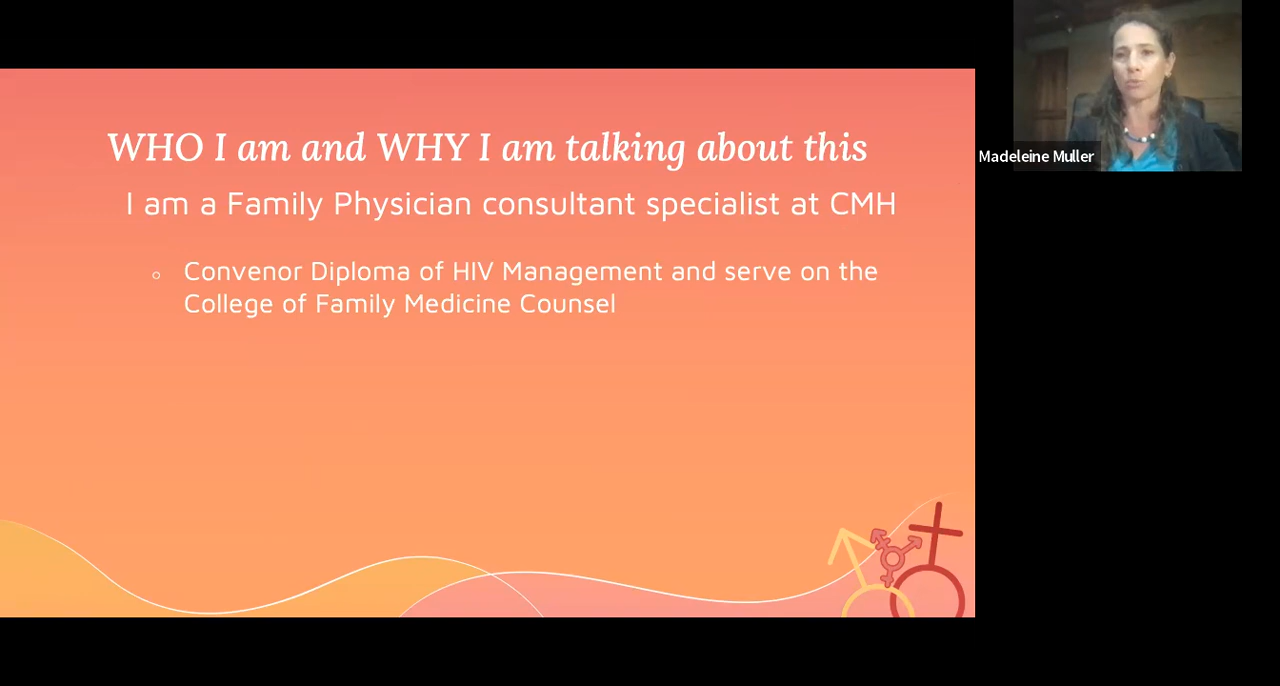 WHO I am and WHY I am talking about this
I am a Family Physician consultant specialist at CMH
Convenor Diploma of HIV Management and serve on the
College of Family Medicine Counsel
Madeleine Muller